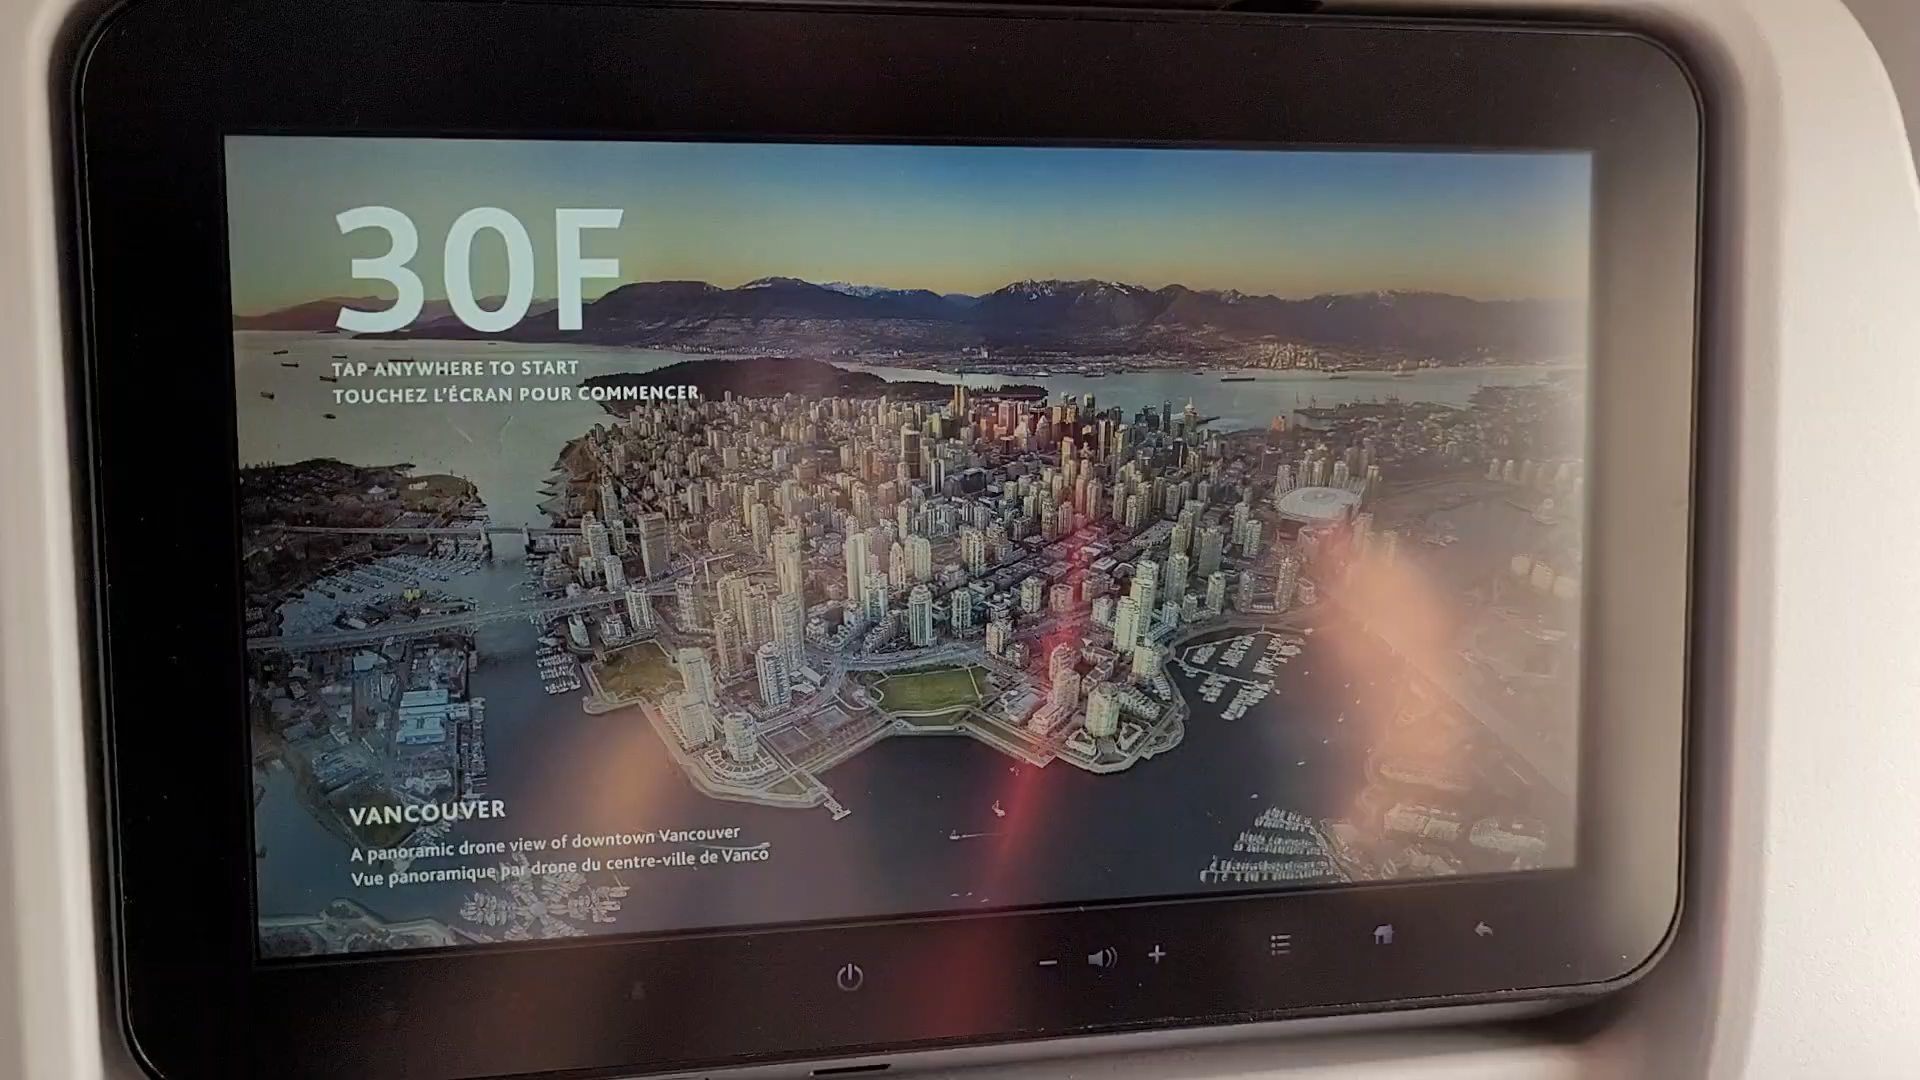 30F
TAP ANYWHERE TO START
TOUCHEZ L'ÉCRAN POUR COMMENCER
VANCOUVER
A panoramic drone view of downtown Vancouver
Vue panoramique par drone du centre-ville de Vanco